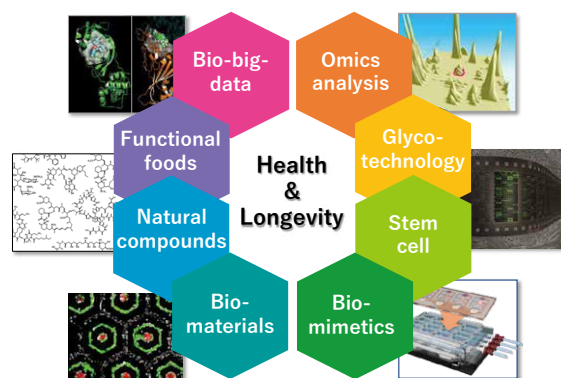 Bio-big-
data
Omics
analysis
Functional
foods
Glyco-
technology
Health
&
Longevity
Natural
compounds
Stem
cell
Bio-
materials
Bio-
mimetics